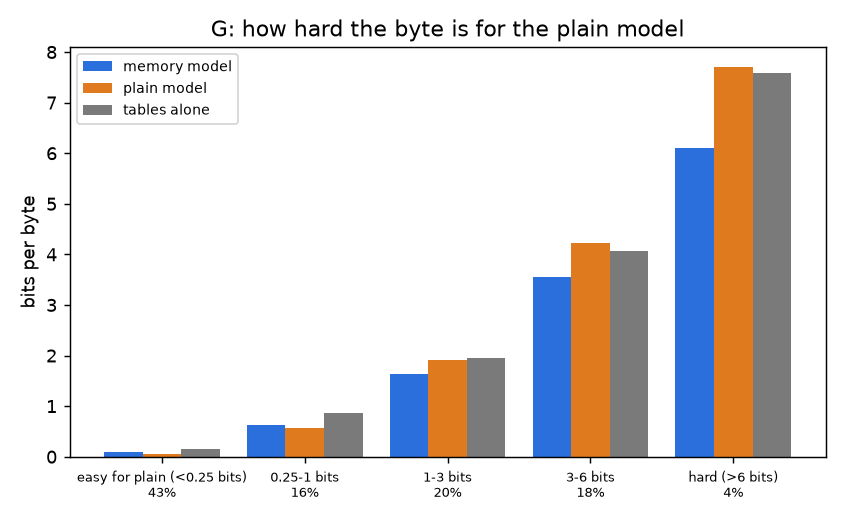 G: how hard the byte is for the plain model
memory model
plain model
tables alone
bits per byte
8
7
6
5
4
3
2
1
0
easy for plain (<0.25 bits)
43%
0.25-1 bits
16%
1-3 bits
20%
3-6 bits
18%
hard (>6 bits)
4%